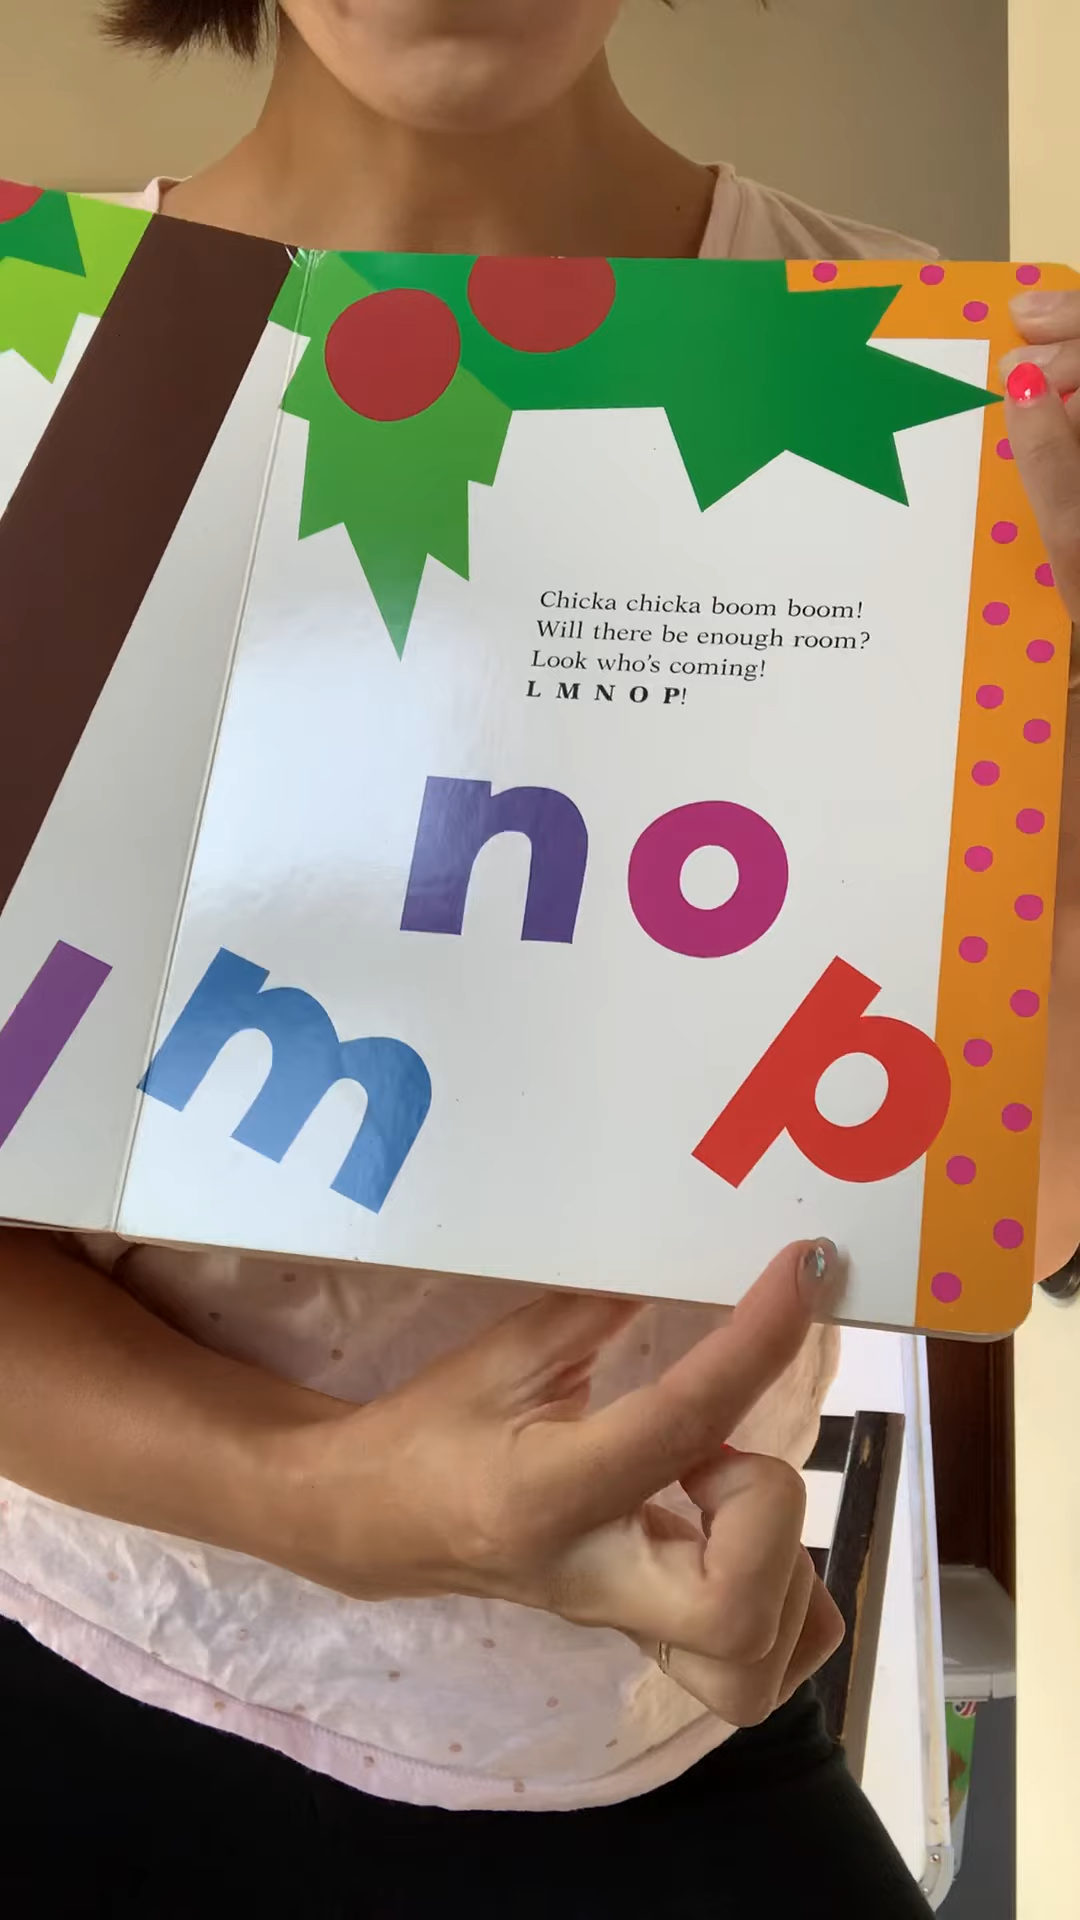 Chicka chicka boom boom!
Will there be enough room?
Look who's coming!
L M N O P!
n o
l m p